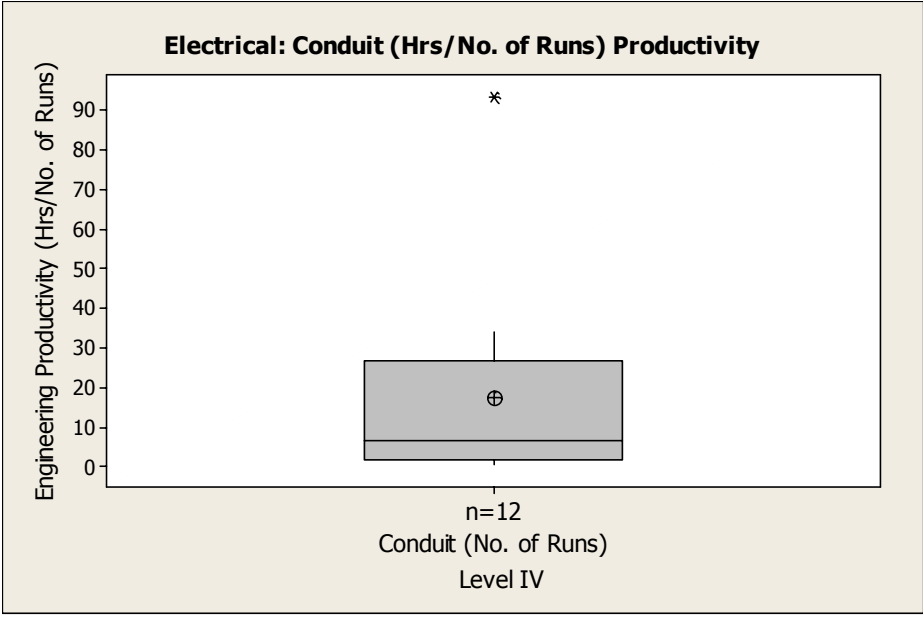 Electrical: Conduit (Hrs/No. of Runs) Productivity
Engineering Productivity (Hrs/No. of Runs)
90
80
70
60
50
40
30
20
10
0
n=12
Conduit (No. of Runs)
Level IV